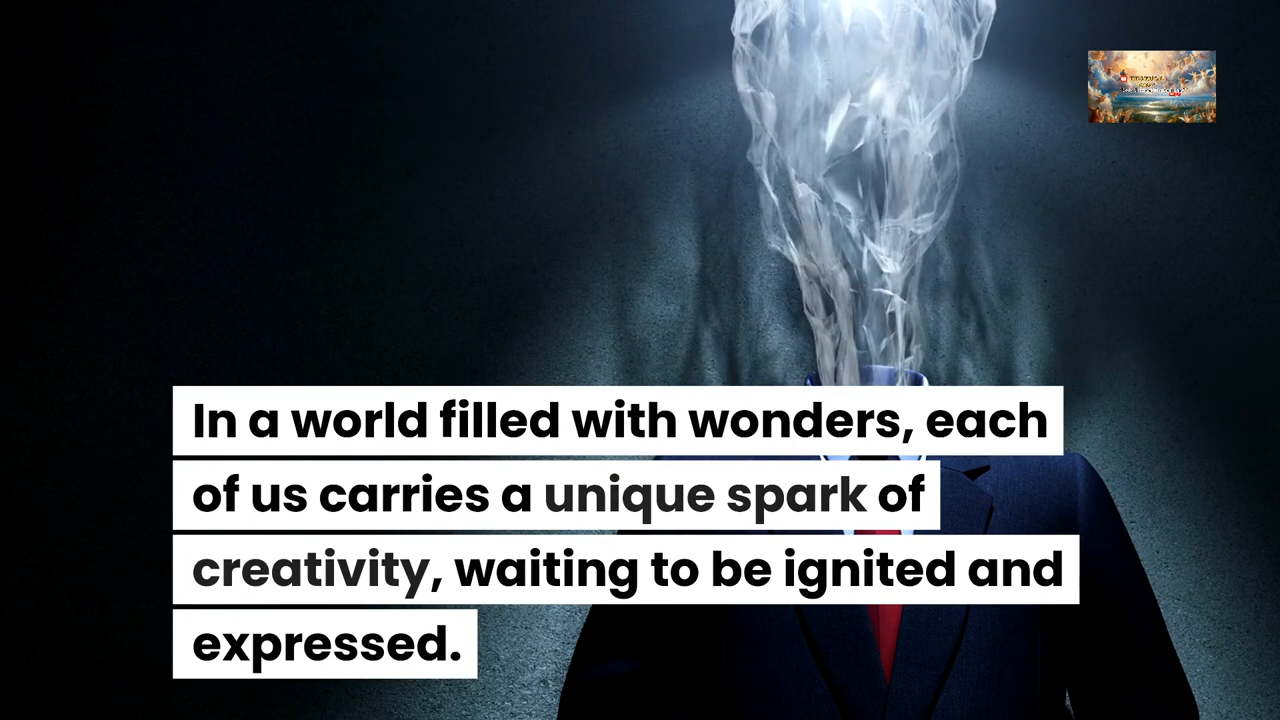 In a world filled with wonders, each
of us carries a unique spark of
creativity, waiting to be ignited and
expressed.